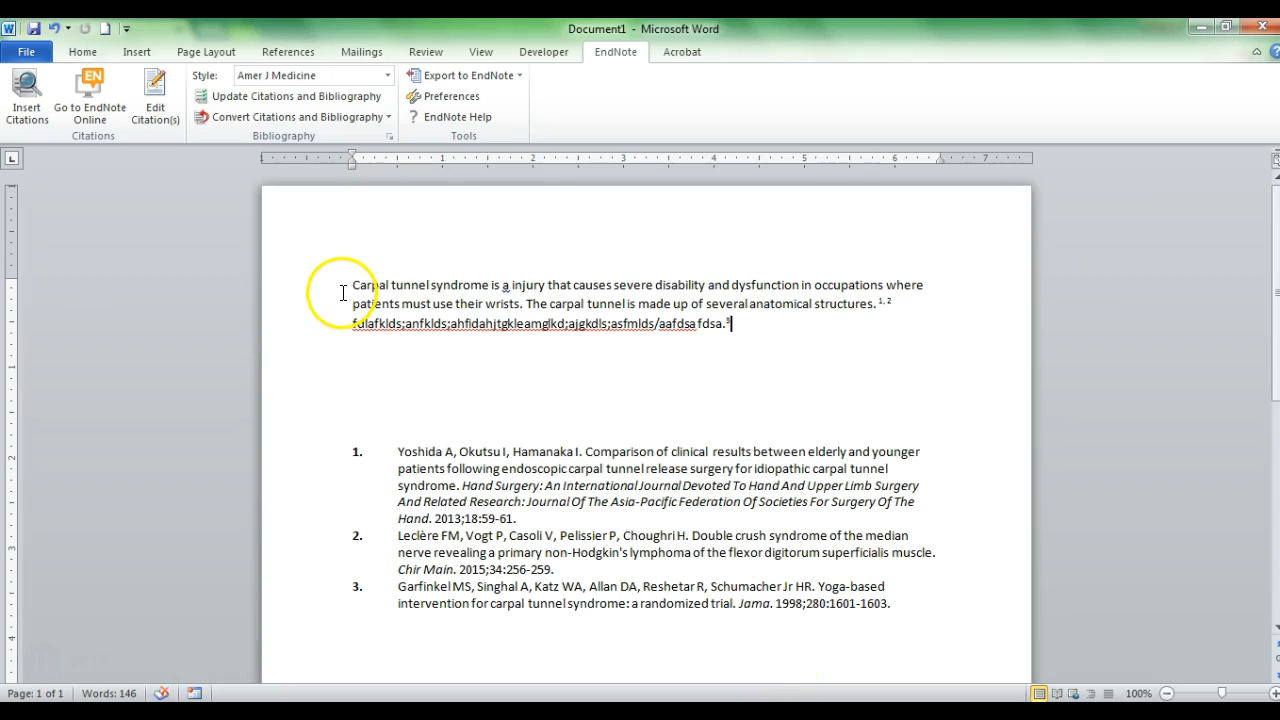 Document1 - Microsoft Word
File Home Insert Page Layout References Mailings Review View Developer EndNote Acrobat
Insert Citations
Go to EndNote Online
Edit Citation(s)
Citations
Style: Amer J Medicine
Update Citations and Bibliography
Convert Citations and Bibliography
Bibliography
Export to EndNote
Preferences
EndNote Help
Tools
1 1 2 3 4 5 6 7
Carpal tunnel syndrome is a injury that causes severe disability and dysfunction in occupations where
patients must use their wrists. The carpal tunnel is made up of several anatomical structures. 1, 2
3
1. Yoshida A, Okutsu I, Hamanaka I. Comparison of clinical results between elderly and younger
patients following endoscopic carpal tunnel release surgery for idiopathic carpal tunnel
syndrome. Hand Surgery: An International Journal Devoted To Hand And Upper Limb Surgery
And Related Research: Journal Of The Asia-Pacific Federation Of Societies For Surgery Of The
Hand. 2013;18:59-61.
2. Leclère FM, Vogt P, Casoli V, Pelissier P, Choughri H. Double crush syndrome of the median
nerve revealing a primary non-Hodgkin's lymphoma of the flexor digitorum superficialis muscle.
Chir Main. 2015;34:256-259.
3. Garfinkel MS, Singhal A, Katz WA, Allan DA, Reshetar R, Schumacher Jr HR. Yoga-based
intervention for carpal tunnel syndrome: a randomized trial. Jama. 1998;280:1601-1603.
Page: 1 of 1 Words: 146 100%